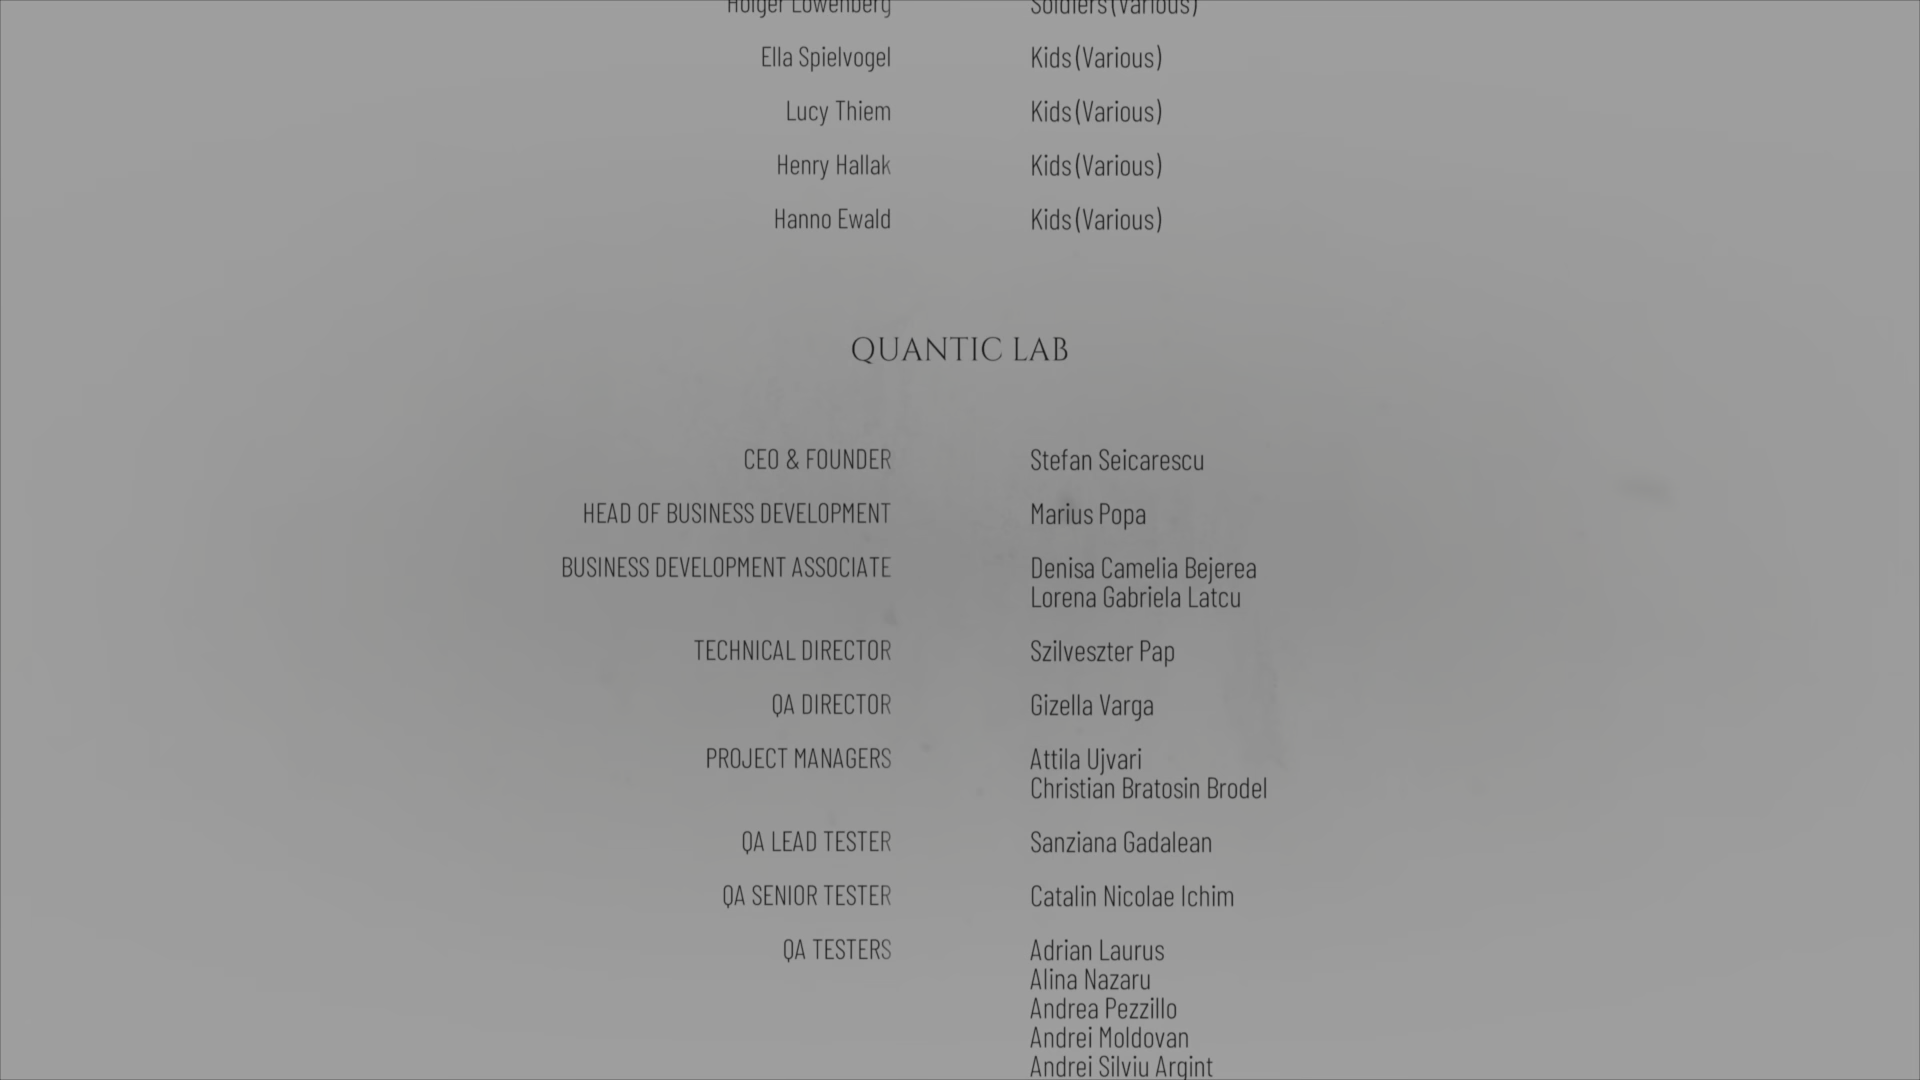 Holger Löwenberg Soldiers (Various)
Ella Spielvogel Kids (Various)
Lucy Thiem Kids (Various)
Henry Hallak Kids (Various)
Hanno Ewald Kids (Various)
QUANTIC LAB
CEO & FOUNDER Stefan Seicarescu
HEAD OF BUSINESS DEVELOPMENT Marius Popa
BUSINESS DEVELOPMENT ASSOCIATE Denisa Camelia Bejerea
Lorena Gabriela Latcu
TECHNICAL DIRECTOR Szilveszter Pap
QA DIRECTOR Gizella Varga
PROJECT MANAGERS Attila Ujvari
Christian Bratosin Brodel
QA LEAD TESTER Sanziana Gadalean
QA SENIOR TESTER Catalin Nicolae Ichim
QA TESTERS Adrian Laurus
Alina Nazaru
Andrea Pezzillo
Andrei Moldovan
Andrei Silviu Argint